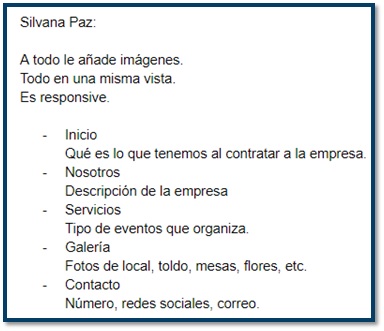 Silvana Paz:
A todo le añade imágenes.
Todo en una misma vista.
Es responsive.
- Inicio
Qué es lo que tenemos al contratar a la empresa.
- Nosotros
Descripción de la empresa
- Servicios
Tipo de eventos que organiza.
- Galería
Fotos de local, toldo, mesas, flores, etc.
- Contacto
Número, redes sociales, correo.